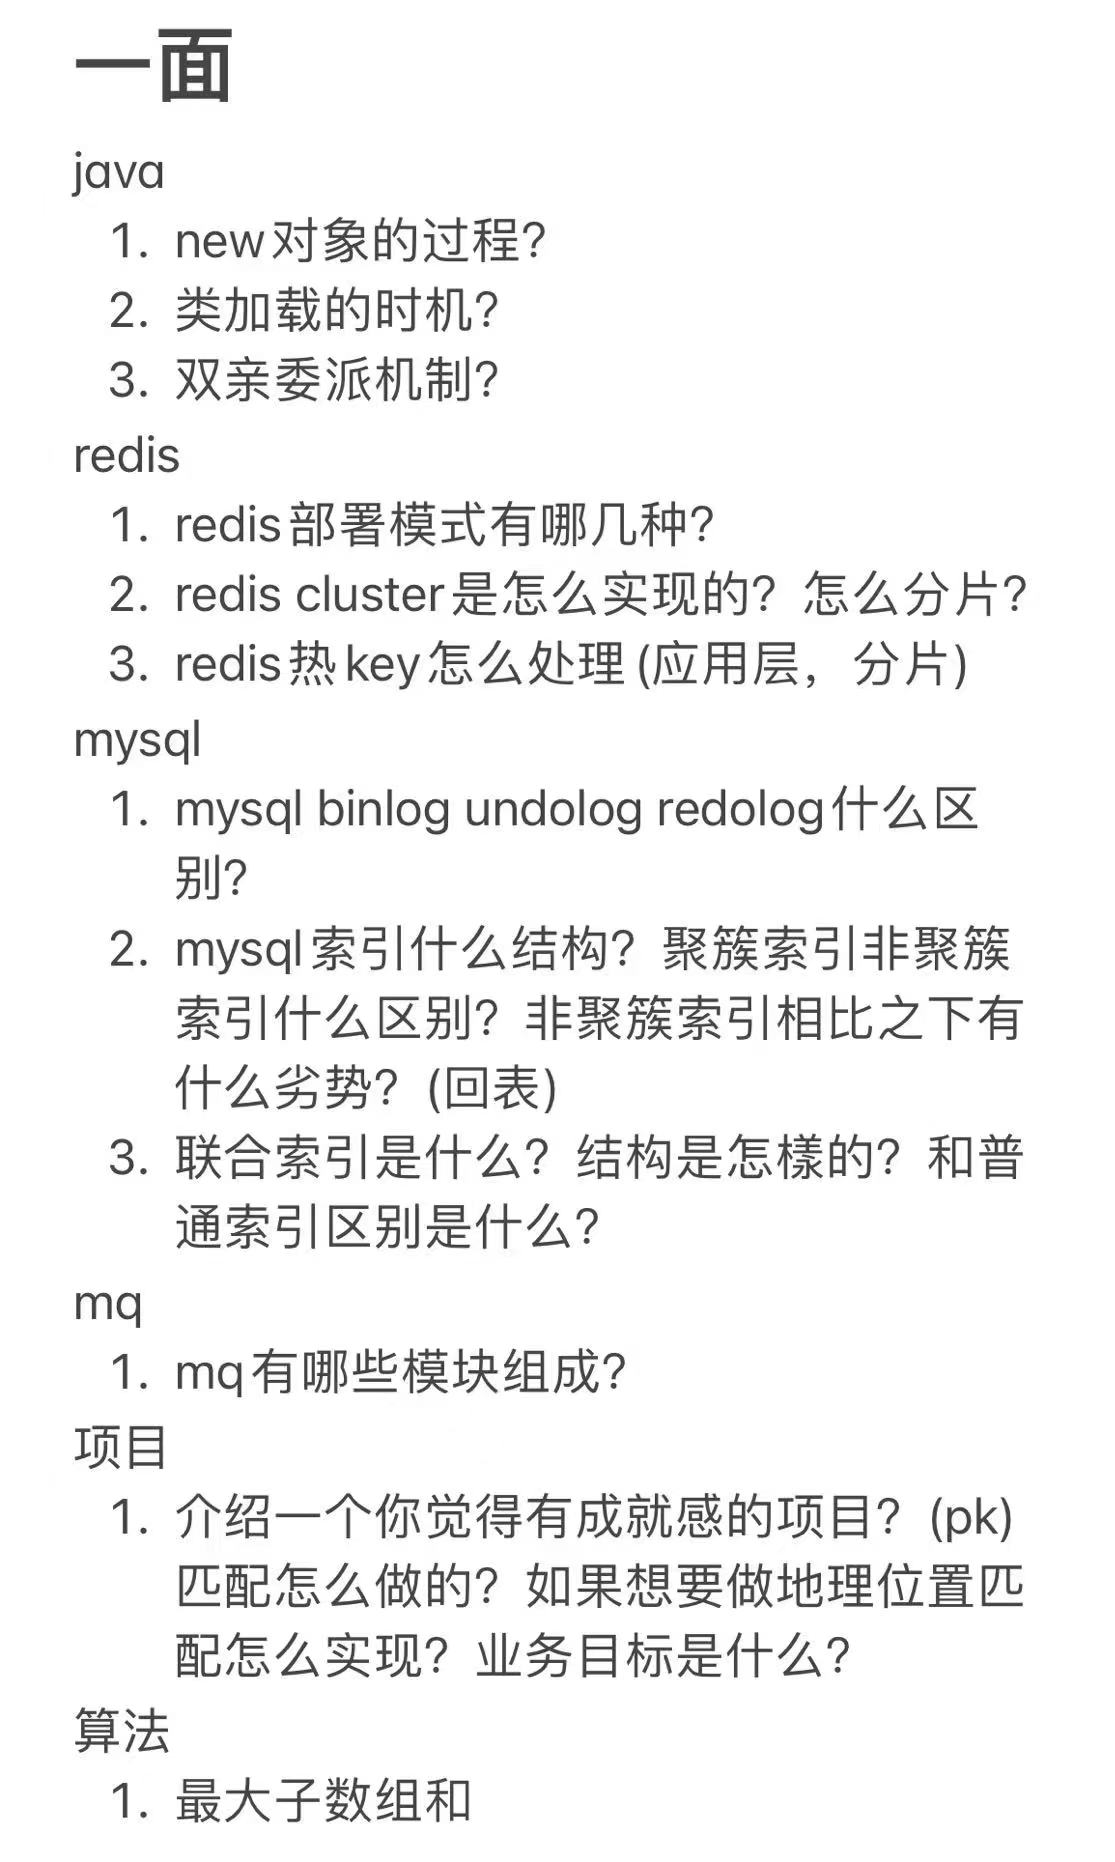 一面
java
1. new对象的过程？
2. 类加载的时机？
3. 双亲委派机制？
redis
1. redis部署模式有哪几种？
2. redis cluster是怎么实现的？怎么分片？
3. redis热key怎么处理(应用层，分片)
mysql
1. mysql binlog undolog redolog什么区
别？
2. mysql索引什么结构？聚簇索引非聚簇
索引什么区别？非聚簇索引相比之下有
什么劣势？(回表)
3. 联合索引是什么？结构是怎樣的？和普
通索引区别是什么？
mq
1. mq有哪些模块组成？
项目
1. 介绍一个你觉得有成就感的项目？(pk)
匹配怎么做的？如果想要做地理位置匹
配怎么实现？业务目标是什么？
算法
1. 最大子数组和